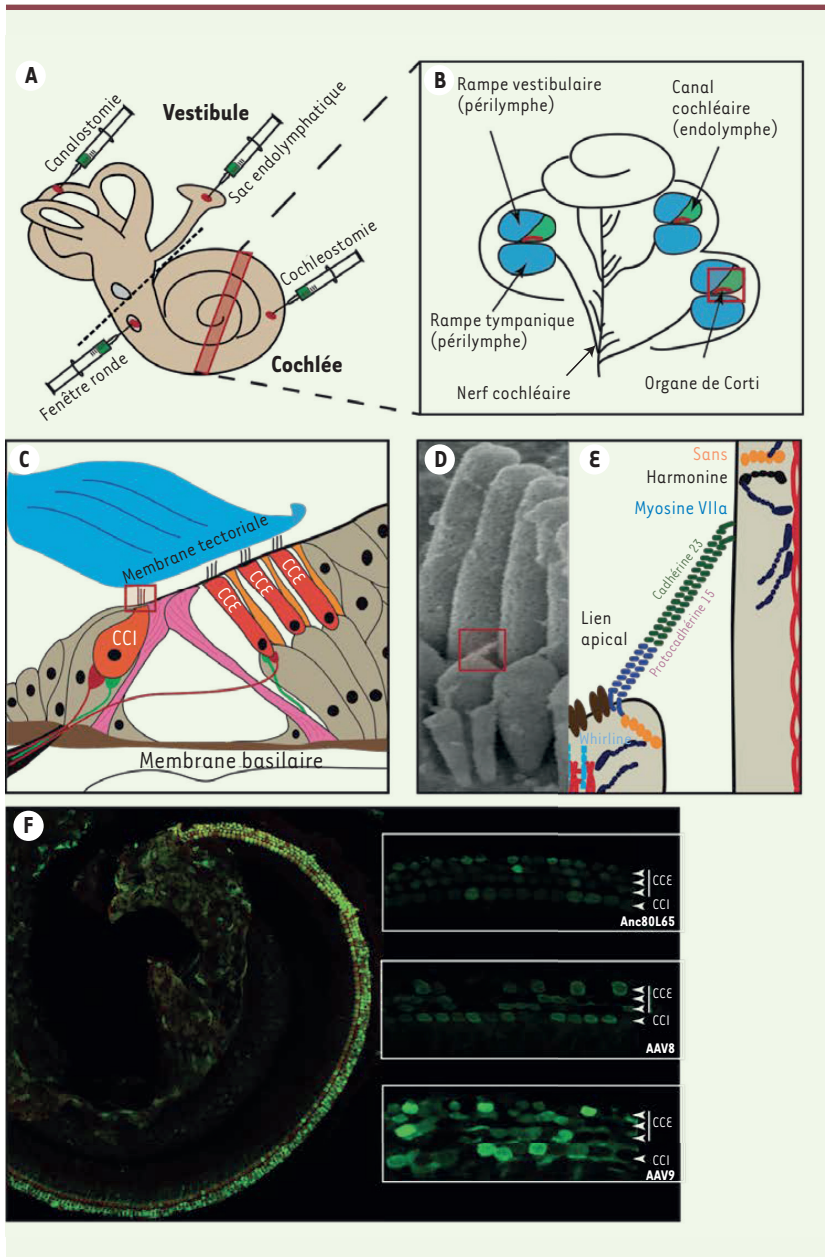 A
Canalostomie
Vestibule
Sac endolymphatique
Cochleostomie
Cochlée
Fenêtre ronde
B
Rampe vestibulaire
(périlymphe)
Canal
cochléaire
(endolymphe)
Rampe tympanique
(périlymphe)
Nerf cochléaire
Organe de Corti
C
Membrane tectoriale
CCE
CCE
CCE
CCI
Membrane basilaire
D
E
Sans
Harmonine
Myosine VIIa
Cadhérine 23
Protocadhérine 15
Lien
apical
Whirline
F
CCE
CCI
Anc80L65
CCE
CCI
AAV8
CCE
CCI
AAV9